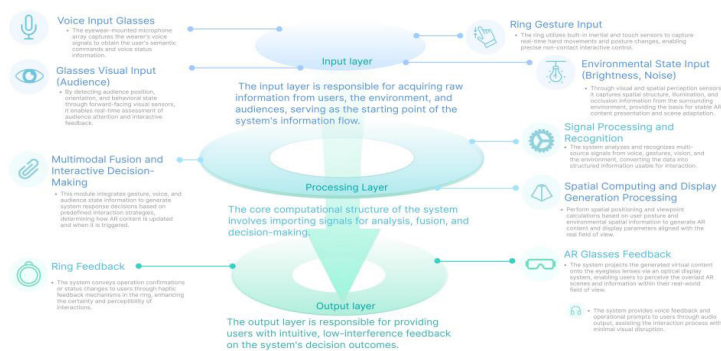 Voice Input Glasses
• The eyewear-mounted microphone
array captures the wearer's voice
signals to obtain the user's semantic
commands and voice status
information.
Glasses Visual Input
(Audience)
• By detecting audience position,
orientation, and behavioral state
through forward-facing visual sensors,
it enables real-time assessment of
audience attention and interactive
feedback.
Multimodal Fusion and
Interactive Decision-
Making
• This module integrates gesture, voice, and
audience state information to generate
system response decisions based on
predefined interaction strategies,
determining how AR content is updated
and when it is triggered.
Ring Feedback
• The system conveys operation confirmations
or status changes to users through haptic
feedback mechanisms in the ring, enhancing
the certainty and perceptibility of
interactions.
Input layer
The input layer is responsible for acquiring raw
information from users, the environment, and
audiences, serving as the starting point of the
system's information flow.
Processing Layer
The core computational structure of the system
involves importing signals for analysis, fusion, and
decision-making.
Output layer
The output layer is responsible for providing
users with intuitive, low-interference feedback
on the system's decision outcomes.
Ring Gesture Input
• The ring utilizes built-in inertial and touch sensors to capture
real-time hand movements and posture changes, enabling
precise non-contact interactive control.
Environmental State Input
(Brightness, Noise)
• Through visual and spatial perception sensors,
it captures spatial structure, illumination, and
occlusion information from the surrounding
environment, providing the basis for stable AR
content presentation and scene adaptation.
Signal Processing and
Recognition
• The system analyzes and recognizes multi-
source signals from voice, gestures, vision, and
the environment, converting the data into
structured information usable for interaction.
Spatial Computing and Display
Generation Processing
• Perform spatial positioning and viewpoint
calculations based on user posture and
environmental spatial information to generate AR
content and display parameters aligned with the
real field of view.
AR Glasses Feedback
• The system projects the generated virtual content
onto the eyeglass lenses via an optical display
system, enabling users to perceive the overlaid AR
scenes and information within their real-world
field of view.
• The system provides voice feedback and
operational prompts to users through audio
output, assisting the interaction process with
minimal visual disruption.